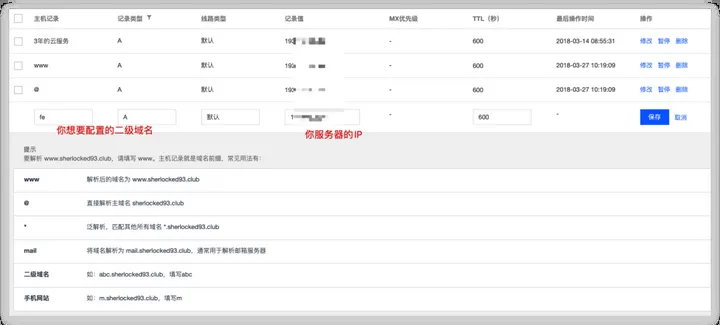 主机记录 记录类型 线路类型 记录值 MX优先级 TTL（秒） 最后操作时间 操作
3年的云服务 A 默认 193 - 600 2018-03-14 08:55:31 修改 暂停 删除
www A 默认 193 - 600 2018-03-27 10:19:09 修改 暂停 删除
@ A 默认 193 - 600 2018-03-27 10:19:09 修改 暂停 删除
fe A 默认 1 - 600 - 保存 取消
你想要配置的二级域名 你服务器的IP
提示
要解析 www.sherlocked93.club，请填写 www。主机记录就是域名前缀，常见用法有：
www 解析后的域名为 www.sherlocked93.club
@ 直接解析主域名 sherlocked93.club
* 泛解析，匹配其他所有域名 *.sherlocked93.club
mail 将域名解析为 mail.sherlocked93.club，通常用于解析邮箱服务器
二级域名 如：abc.sherlocked93.club，填写abc
手机网站 如：m.sherlocked93.club，填写m